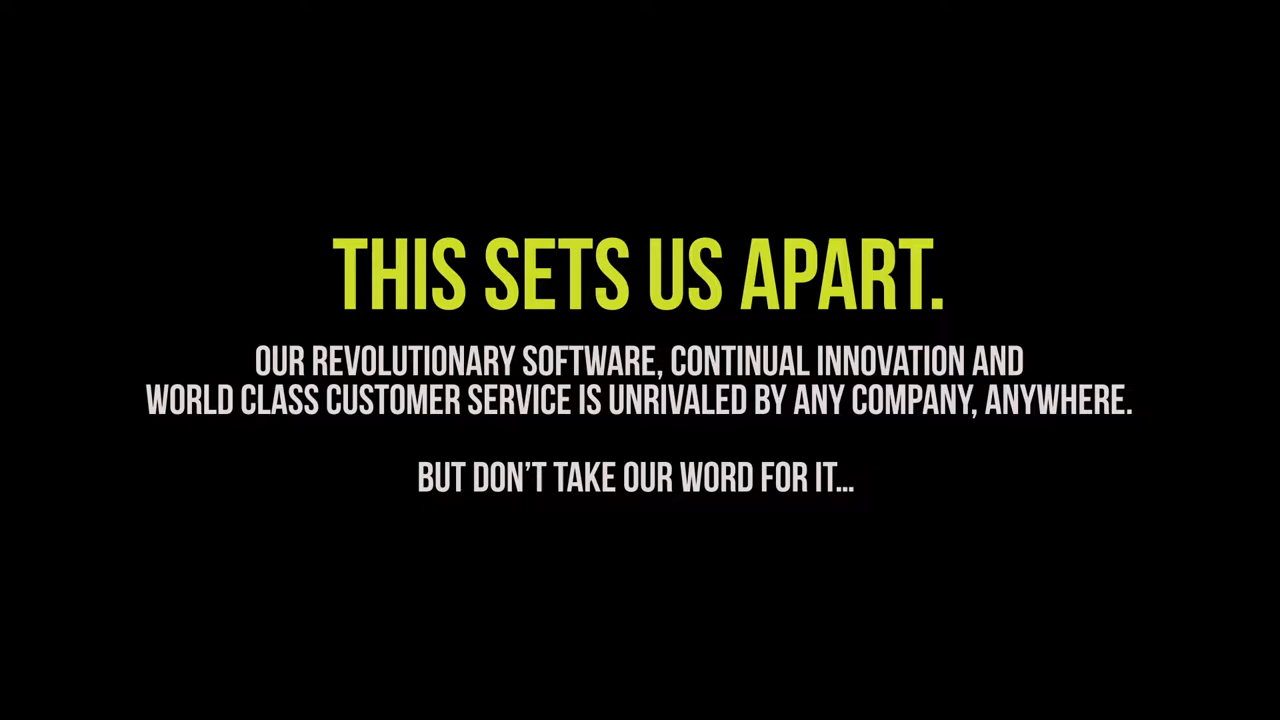 THIS SETS US APART.
OUR REVOLUTIONARY SOFTWARE, CONTINUAL INNOVATION AND
WORLD CLASS CUSTOMER SERVICE IS UNRIVALED BY ANY COMPANY, ANYWHERE.
BUT DON’T TAKE OUR WORD FOR IT...